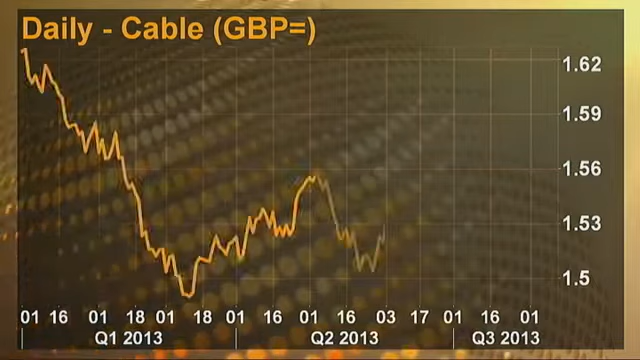 Daily - Cable (GBP=)
1.62
1.59
1.56
1.53
1.5
01 16 01 18 01 18 01 16 01 16 03 17 01 16 01
Q1 2013 Q2 2013 Q3 2013